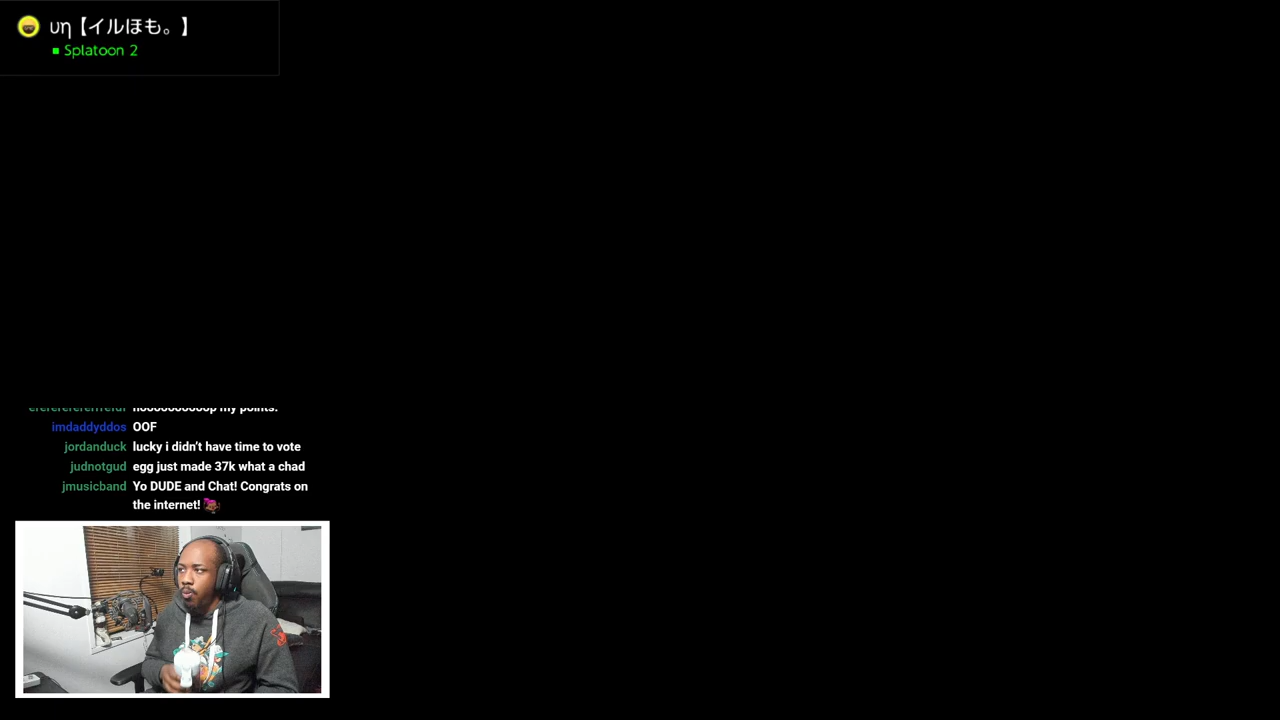 υη【イルほも。】
Splatoon 2
imdaddyddos OOF
jordanduck lucky i didn't have time to vote
judnotgud egg just made 37k what a chad
jmusicband Yo DUDE and Chat! Congrats on
the internet!